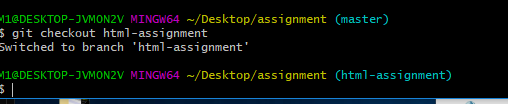 M1@DESKTOP-JVMON2V MINGW64 ~/Desktop/assignment (master)
$ git checkout html-assignment
Switched to branch 'html-assignment'
M1@DESKTOP-JVMON2V MINGW64 ~/Desktop/assignment (html-assignment)
$